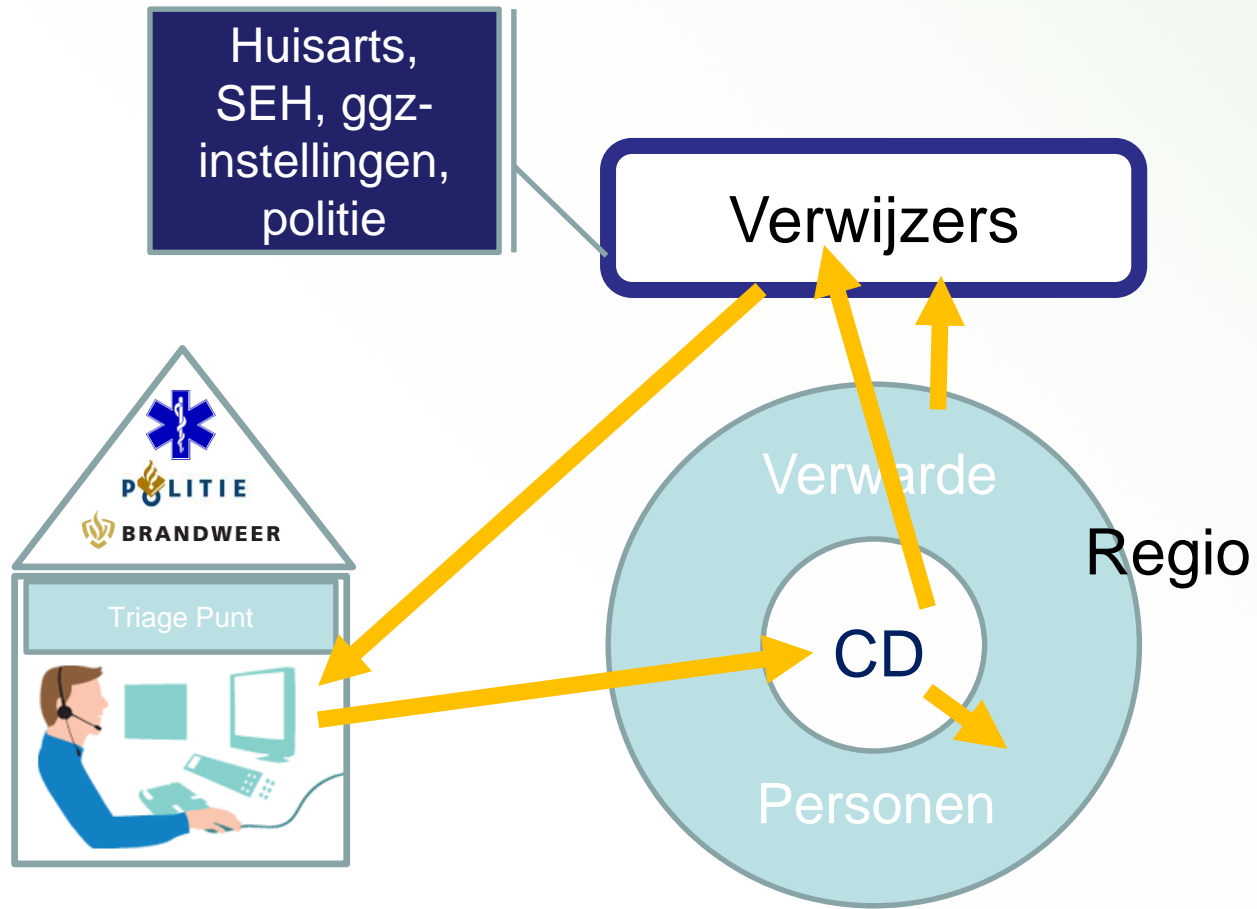 Huisarts,
SEH, ggz-
instellingen,
politie
Verwijzers
POLITIE
BRANDWEER
Triage Punt
Verwarde
Regio
CD
Personen